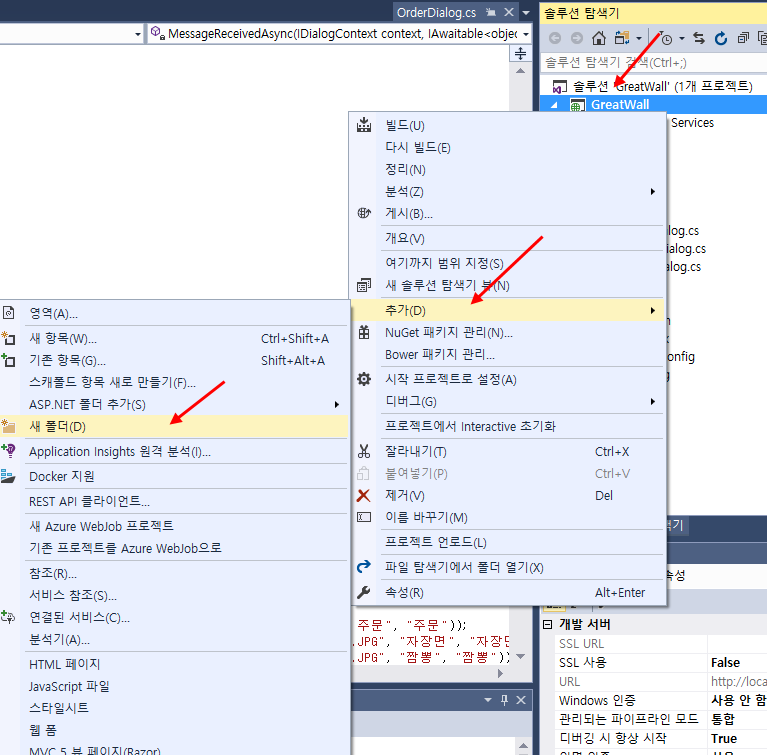 OrderDialog.cs
MessageReceivedAsync(IDialogContext context, IAwaitable<objec
솔루션 탐색기
솔루션 탐색기 검색(Ctrl+;)
솔루션 'GreatWall' (1개 프로젝트)
GreatWall
Services
빌드(U)
다시 빌드(E)
정리(N)
분석(Z)
게시(B)...
개요(V)
여기까지 범위 지정(S)
새 솔루션 탐색기 뷰(N)
추가(D)
NuGet 패키지 관리(N)...
Bower 패키지 관리...
시작 프로젝트로 설정(A)
디버그(G)
프로젝트에서 Interactive 초기화
잘라내기(T) Ctrl+X
붙여넣기(P) Ctrl+V
제거(V) Del
이름 바꾸기(M)
프로젝트 언로드(L)
파일 탐색기에서 폴더 열기(X)
속성(R) Alt+Enter
영역(A)...
새 항목(W)... Ctrl+Shift+A
기존 항목(G)... Shift+Alt+A
스캐폴드 항목 새로 만들기(F)...
ASP.NET 폴더 추가(S)
새 폴더(D)
Application Insights 원격 분석(I)...
Docker 지원
REST API 클라이언트...
새 Azure WebJob 프로젝트
기존 프로젝트를 Azure WebJob으로
참조(R)...
서비스 참조(S)...
연결된 서비스(C)...
분석기(A)...
HTML 페이지
JavaScript 파일
스타일시트
웹 폼
MVC 5 뷰 페이지(Razor)
log.cs
ialog.cs
alog.cs
onfig
색기
속성
주문", "주문"));
.JPG", "자장면", "자장면
.JPG", "짬뽕", "짬뽕"))
개발 서버
SSL URL
SSL 사용 False
URL http://loca
Windows 인증 사용 안 함
관리되는 파이프라인 모드 통합
디버깅 시 항상 시작 True